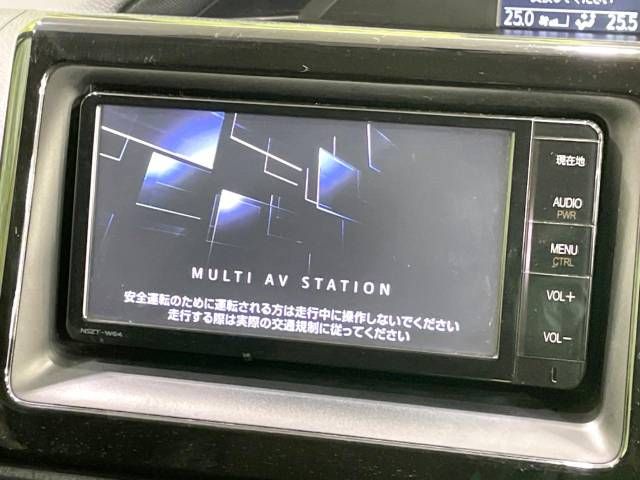 25.0
25.5
現在地
AUDIO
PWR
MENU
CTRL
VOL+
VOL−
MULTI AV STATION
安全運転のために運転される方は走行中に操作しないでください
走行する際は実際の交通規制に従ってください
NSZT-W64